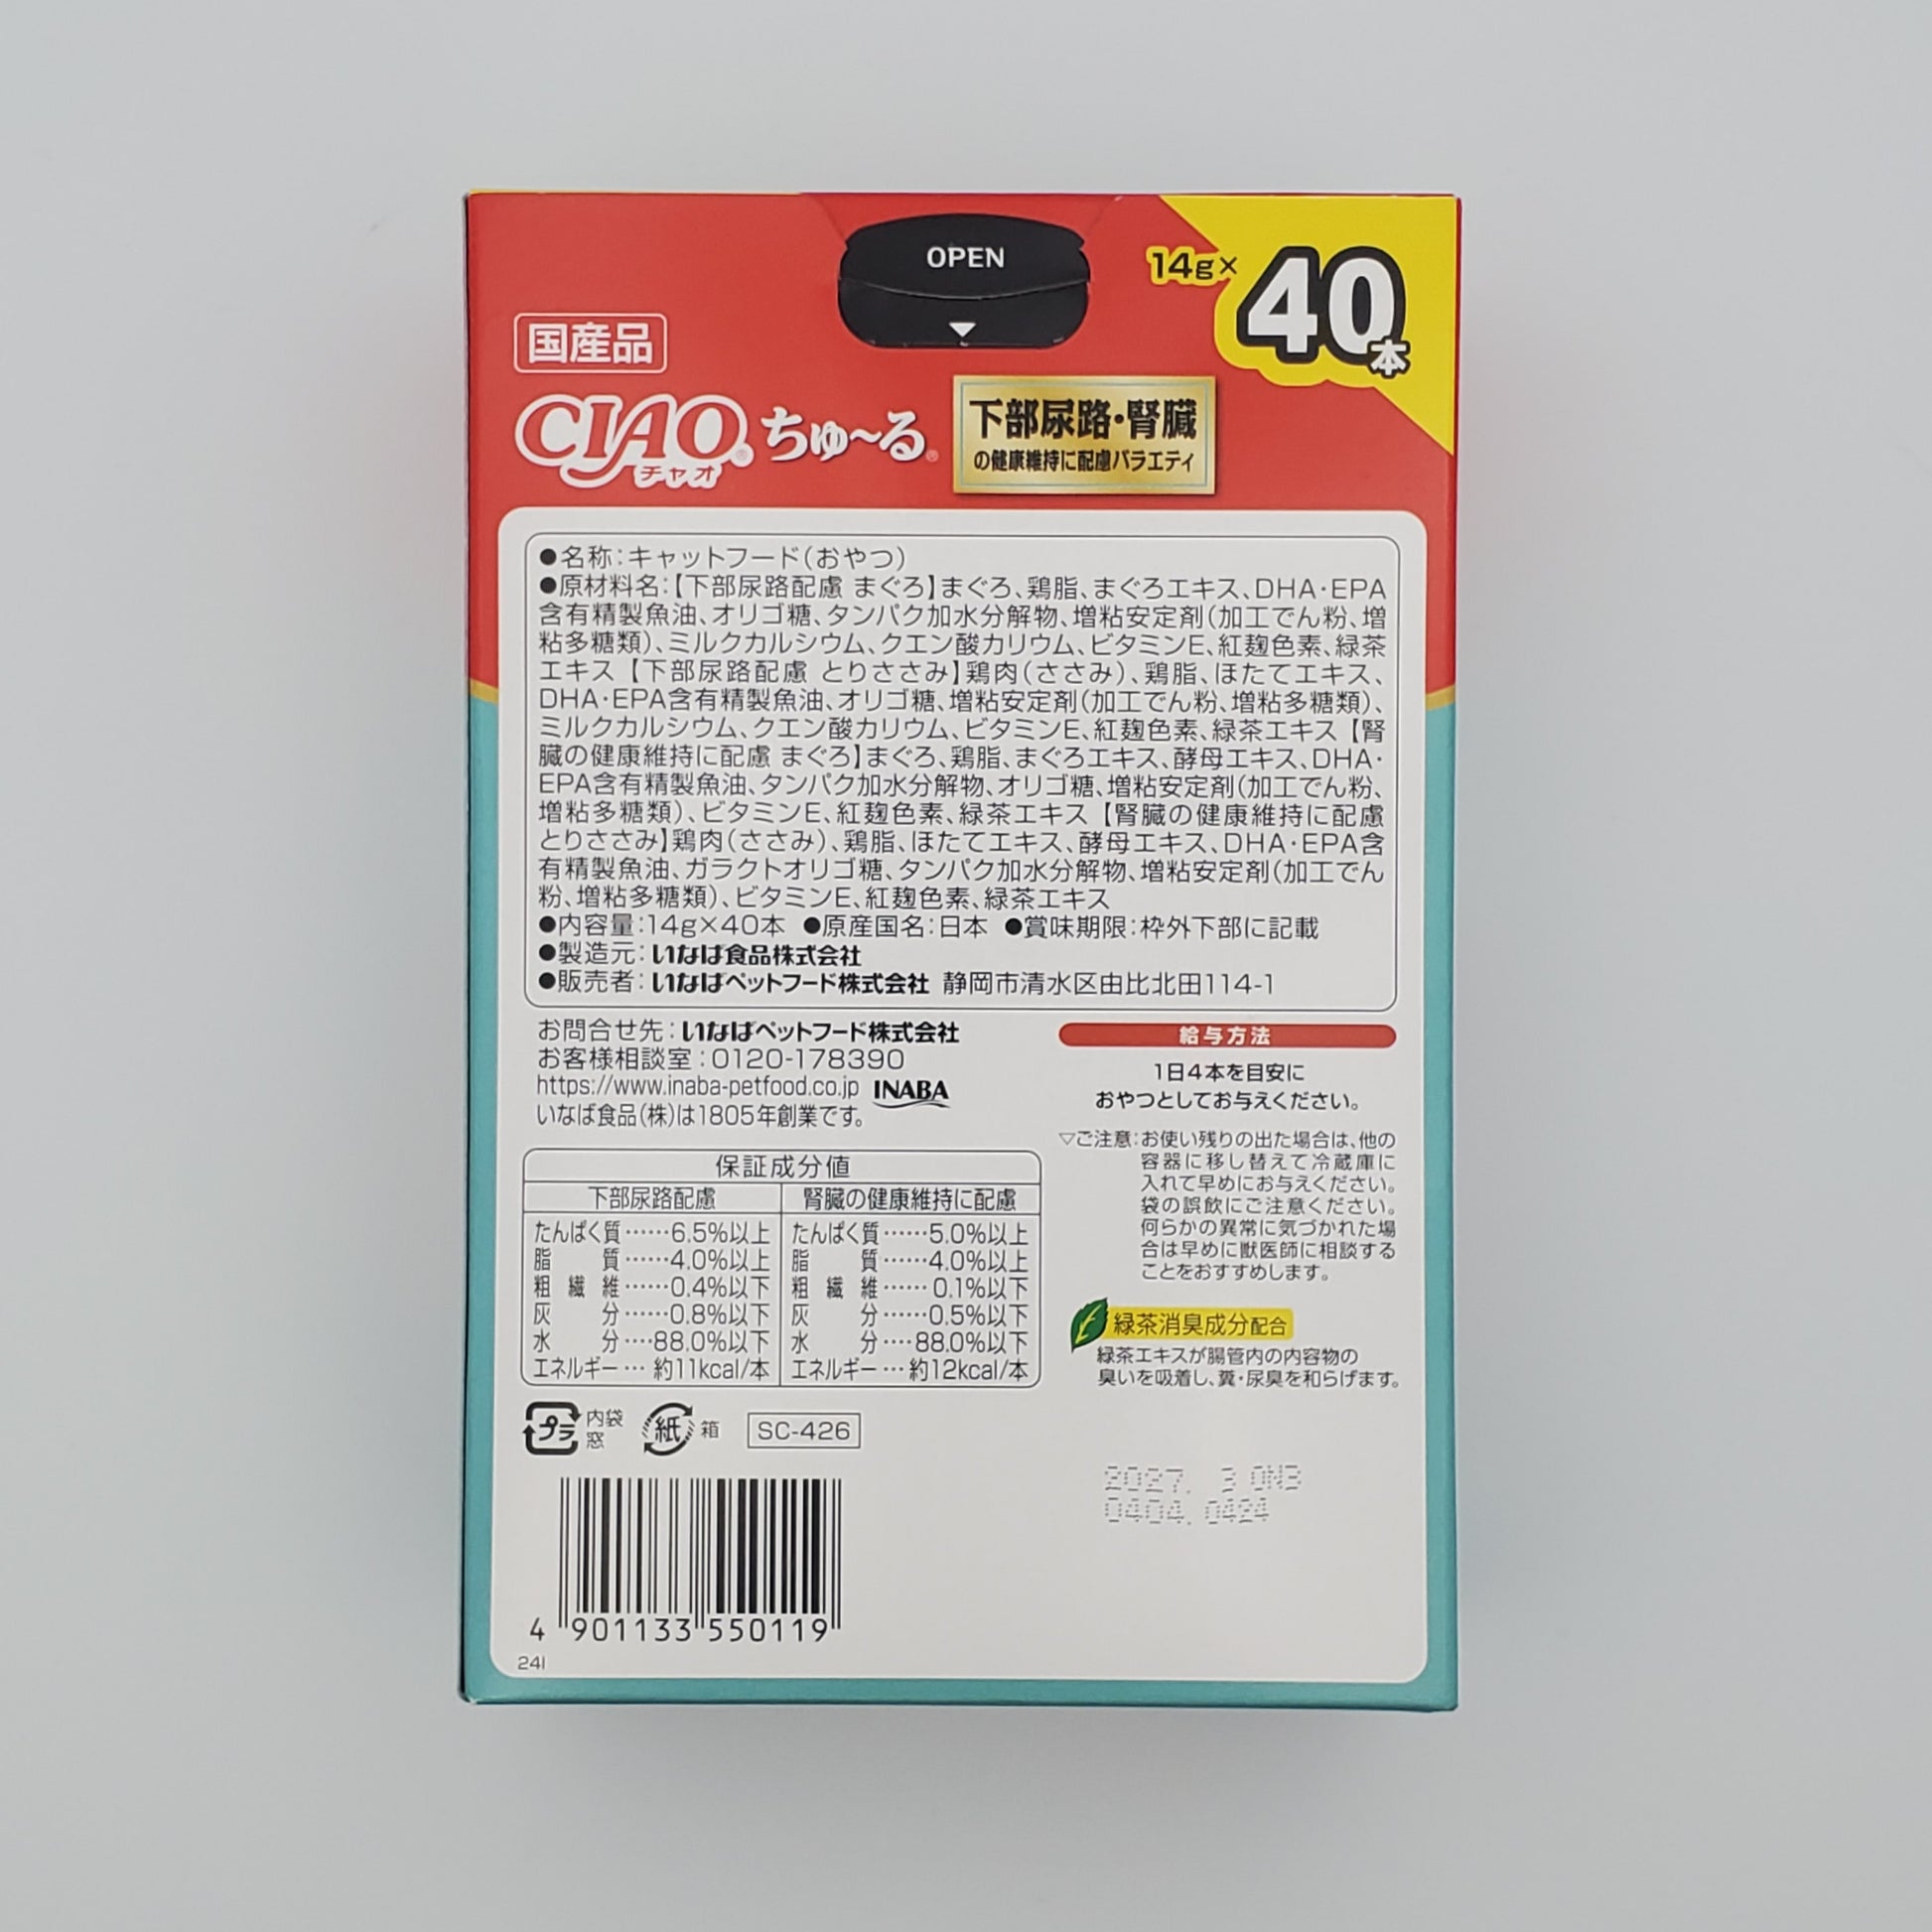 OPEN
14g×40本
国産品
CIAO®ちゅ〜る®
チャオ
下部尿路・腎臓
の健康維持に配慮バラエティ
●名称:キャットフード(おやつ)
●原材料名:【下部尿路配慮 まぐろ】まぐろ、鶏脂、まぐろエキス、DHA・EPA
含有精製魚油、オリゴ糖、タンパク加水分解物、増粘安定剤(加工でん粉、増
粘多糖類)、ミルクカルシウム、クエン酸カリウム、ビタミンE、紅麹色素、緑茶
エキス【下部尿路配慮 とりささみ】鶏肉(ささみ)、鶏脂、ほたてエキス、
DHA・EPA含有精製魚油、オリゴ糖、増粘安定剤(加工でん粉、増粘多糖類)、
ミルクカルシウム、クエン酸カリウム、ビタミンE、紅麹色素、緑茶エキス【腎
臓の健康維持に配慮 まぐろ】まぐろ、鶏脂、まぐろエキス、酵母エキス、DHA・
EPA含有精製魚油、タンパク加水分解物、オリゴ糖、増粘安定剤(加工でん粉、
増粘多糖類)、ビタミンE、紅麹色素、緑茶エキス【腎臓の健康維持に配慮
とりささみ】鶏肉(ささみ)、鶏脂、ほたてエキス、酵母エキス、DHA・EPA含
有精製魚油、ガラクトオリゴ糖、タンパク加水分解物、増粘安定剤(加工でん
粉、増粘多糖類)、ビタミンE、紅麹色素、緑茶エキス
●内容量:14g×40本 ●原産国名:日本 ●賞味期限:枠外下部に記載
●製造元:いなば食品株式会社
●販売者:いなばペットフード株式会社 静岡市清水区由比北田114-1
お問合せ先:いなばペットフード株式会社
お客様相談室:0120-178390
https://www.inaba-petfood.co.jp INABA
いなば食品(株)は1805年創業です。
給与方法
1日4本を目安に
おやつとしてお与えください。
▽ご注意:お使い残りの出た場合は、他の
容器に移し替えて冷蔵庫に
入れて早めにお与えください。
袋の誤飲にご注意ください。
何らかの異常に気づかれた場
合は早めに獣医師に相談する
ことをおすすめします。
保証成分値
下部尿路配慮 腎臓の健康維持に配慮
たんぱく質……6.5%以上 たんぱく質……5.0%以上
脂質……4.0%以上 脂質……4.0%以上
粗繊維……0.4%以下 粗繊維……0.1%以下
灰分……0.8%以下 灰分……0.5%以下
水分‥‥88.0%以下 水分‥‥88.0%以下
エネルギー…約11kcal/本 エネルギー…約12kcal/本
緑茶消臭成分配合
緑茶エキスが腸管内の内容物の
臭いを吸着し、糞・尿臭を和らげます。
プラ 内袋 窓 紙 箱 SC-426
2027. 3 0N3
0404. 0424
4 901133 550119
24I